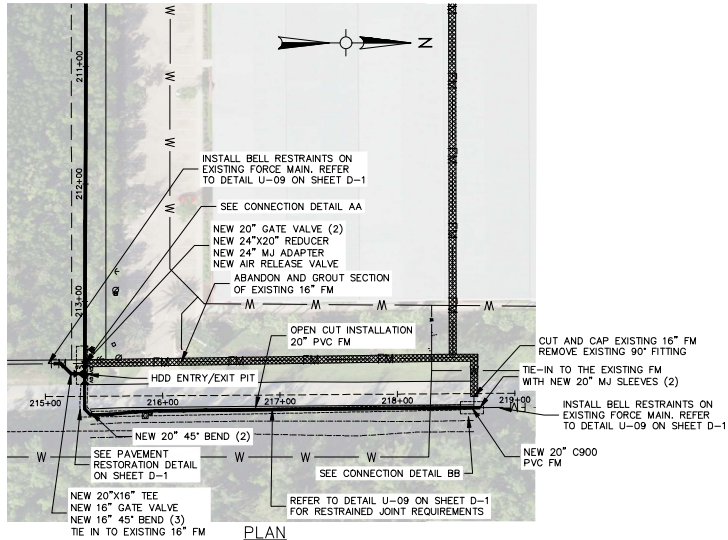 211+00
N
W
W
INSTALL BELL RESTRAINTS ON
EXISTING FORCE MAIN. REFER
TO DETAIL U-09 ON SHEET D-1
212+00
SEE CONNECTION DETAIL AA
NEW 20" GATE VALVE (2)
NEW 24"X20" REDUCER
NEW 24" MJ ADAPTER
NEW AIR RELEASE VALVE
ABANDON AND GROUT SECTION
OF EXISTING 16" FM
213+00
W
W
W
W
OPEN CUT INSTALLATION
20" PVC FM
CUT AND CAP EXISTING 16" FM
REMOVE EXISTING 90° FITTING
HDD ENTRY/EXIT PIT
TIE-IN TO THE EXISTING FM
WITH NEW 20" MJ SLEEVES (2)
215+00
216+00
217+00
218+00
219+00
INSTALL BELL RESTRAINTS ON
EXISTING FORCE MAIN. REFER
TO DETAIL U-09 ON SHEET D-1
NEW 20" 45° BEND (2)
SEE PAVEMENT
RESTORATION DETAIL
ON SHEET D-1
W
W
W
SEE CONNECTION DETAIL BB
NEW 20" C900
PVC FM
NEW 20"X16" TEE
NEW 16" GATE VALVE
NEW 16" 45° BEND (3)
TIE IN TO EXISTING 16" FM
REFER TO DETAIL U-09 ON SHEET D-1
FOR RESTRAINED JOINT REQUIREMENTS
PLAN